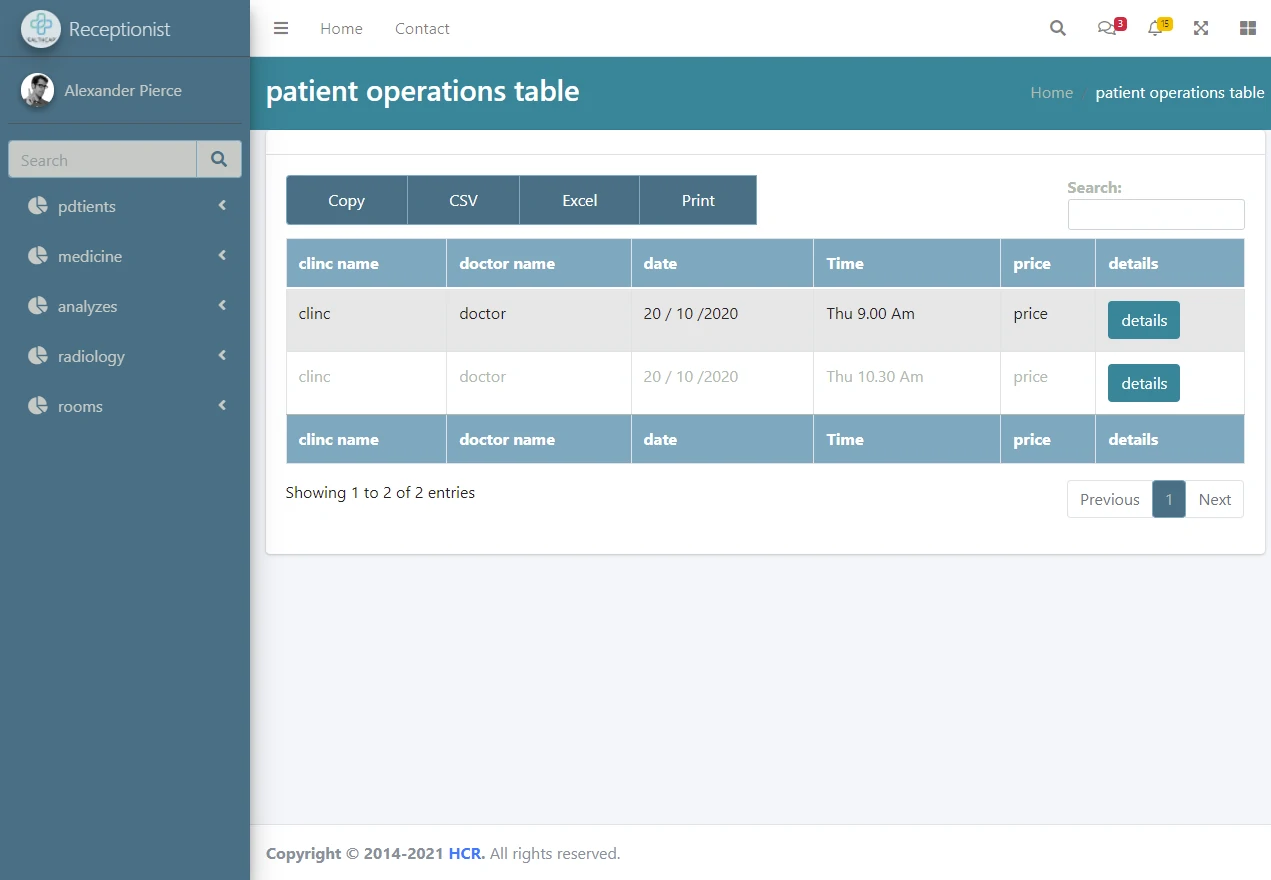 Receptionist
Home Contact 3 15
Alexander Pierce
patient operations table
Home patient operations table
Search
pdtients
medicine
analyzes
radiology
rooms
Copy CSV Excel Print
Search:
clinc name doctor name date Time price details
clinc doctor 20 / 10 /2020 Thu 9.00 Am price details
clinc doctor 20 / 10 /2020 Thu 10.30 Am price details
clinc name doctor name date Time price details
Showing 1 to 2 of 2 entries
Previous 1 Next
Copyright © 2014-2021 HCR. All rights reserved.